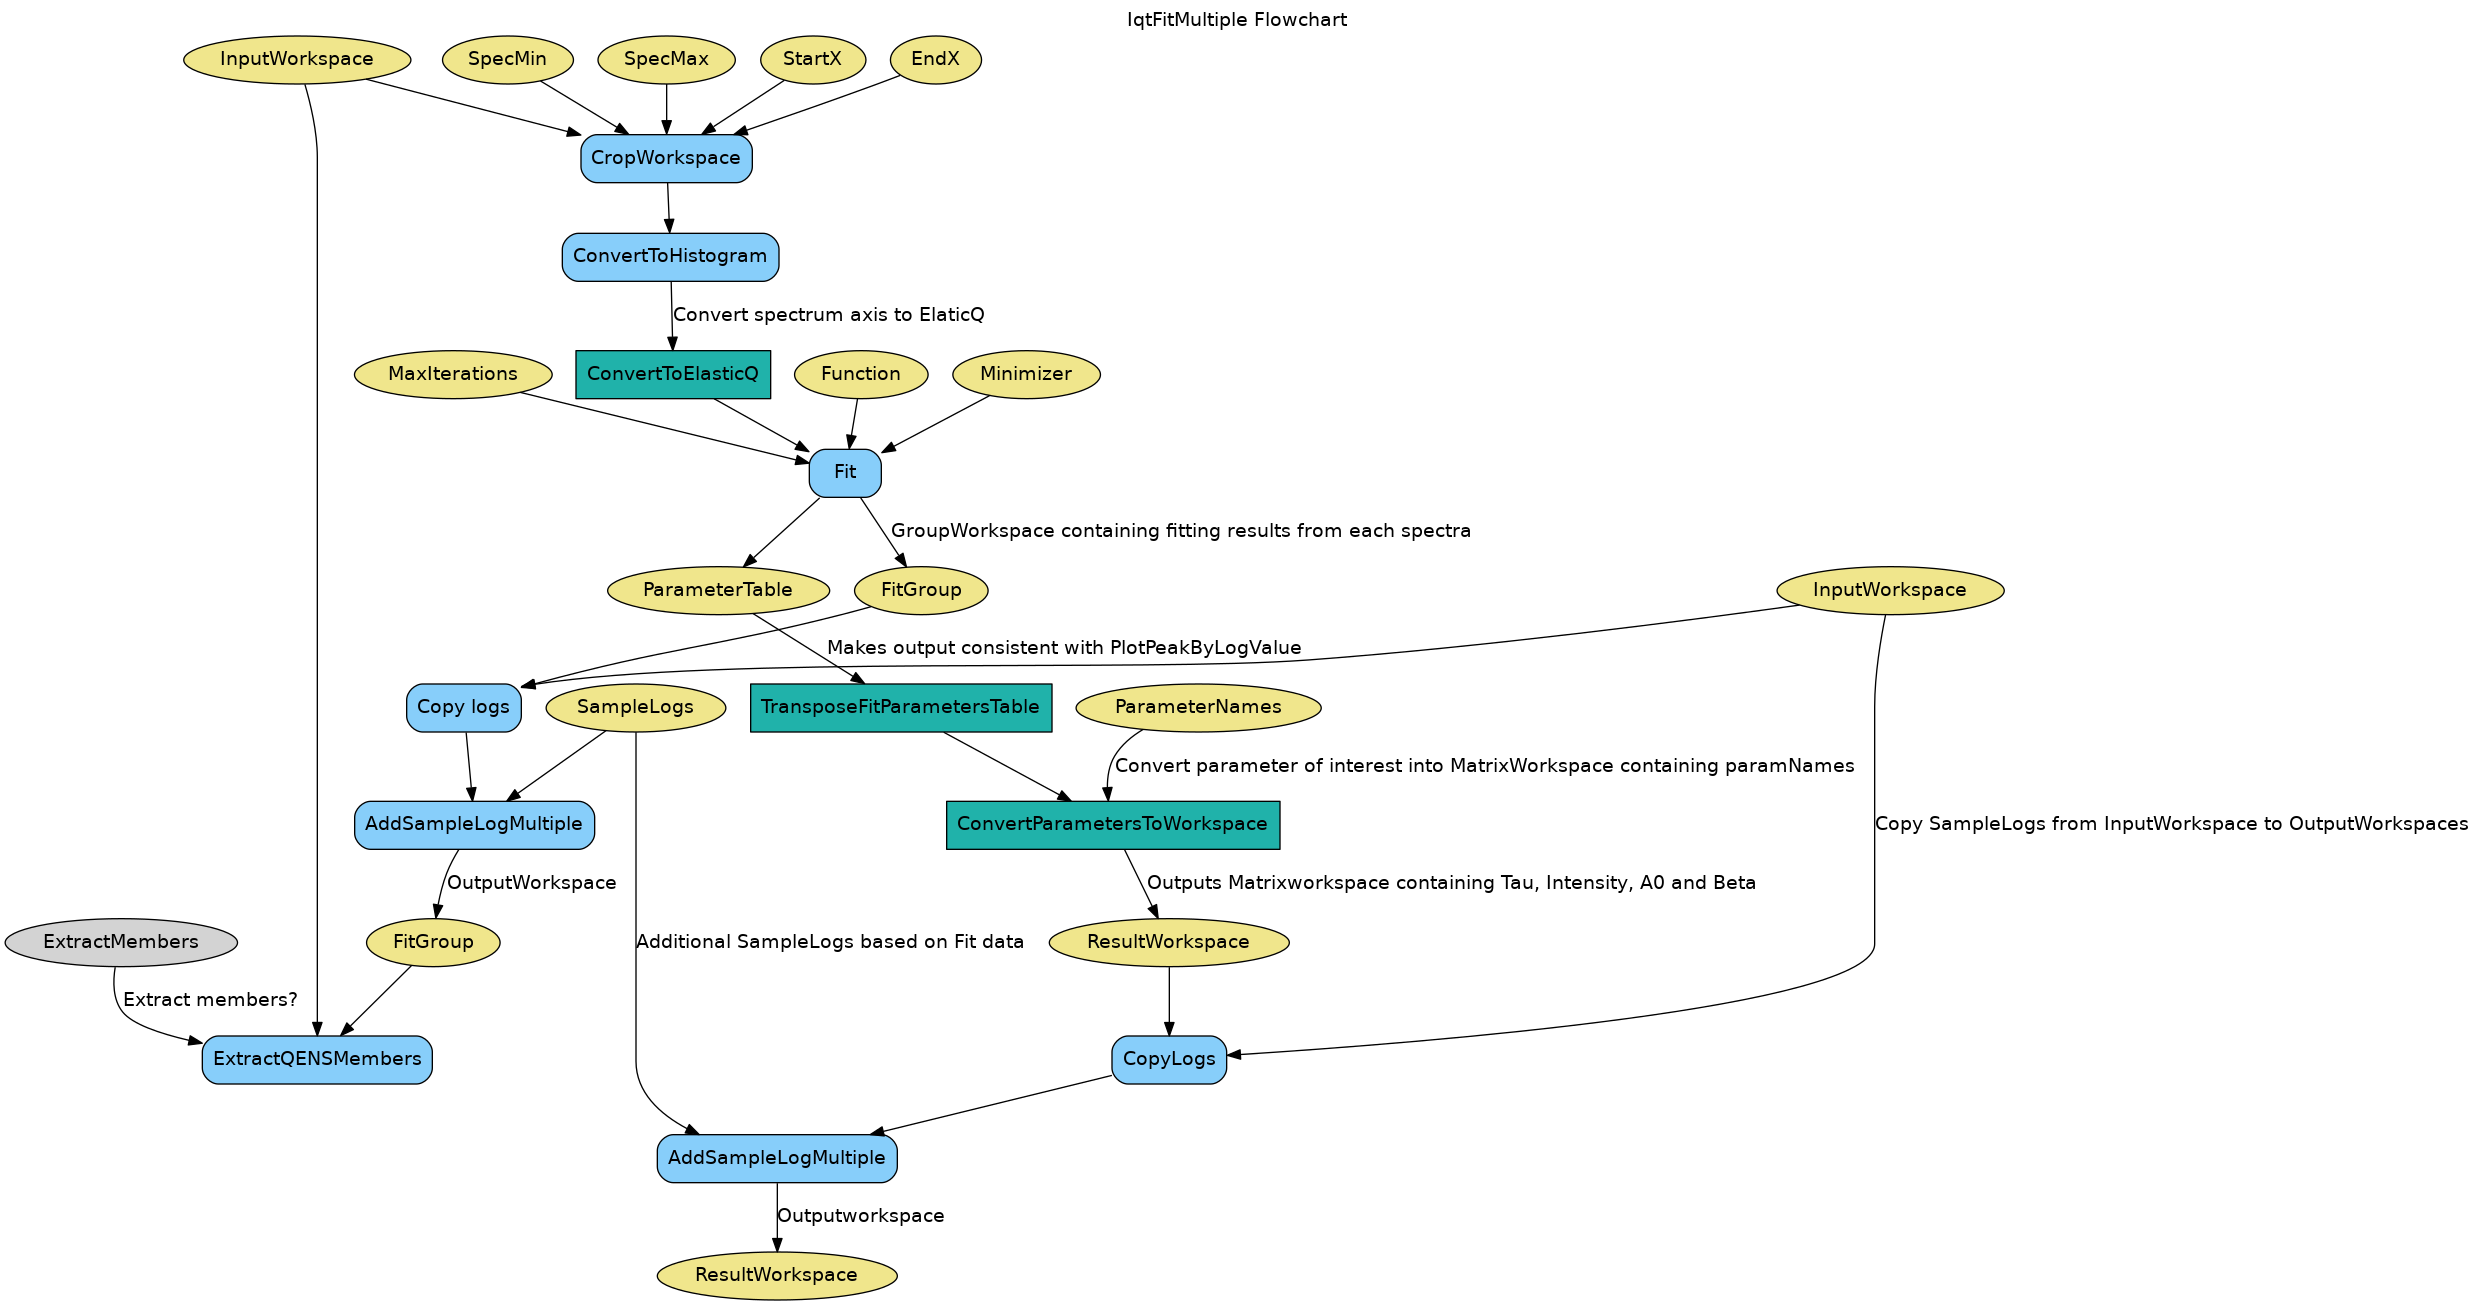 IqtFitMultiple Flowchart
InputWorkspace
SpecMin
SpecMax
StartX
EndX
CropWorkspace
ConvertToHistogram
Convert spectrum axis to ElaticQ
MaxIterations
ConvertToElasticQ
Function
Minimizer
Fit
GroupWorkspace containing fitting results from each spectra
ParameterTable
FitGroup
InputWorkspace
Makes output consistent with PlotPeakByLogValue
Copy logs
SampleLogs
TransposeFitParametersTable
ParameterNames
Convert parameter of interest into MatrixWorkspace containing paramNames
AddSampleLogMultiple
ConvertParametersToWorkspace
Copy SampleLogs from InputWorkspace to OutputWorkspaces
OutputWorkspace
Outputs Matrixworkspace containing Tau, Intensity, A0 and Beta
ExtractMembers
FitGroup
Additional SampleLogs based on Fit data
ResultWorkspace
Extract members?
ExtractQENSMembers
CopyLogs
AddSampleLogMultiple
Outputworkspace
ResultWorkspace